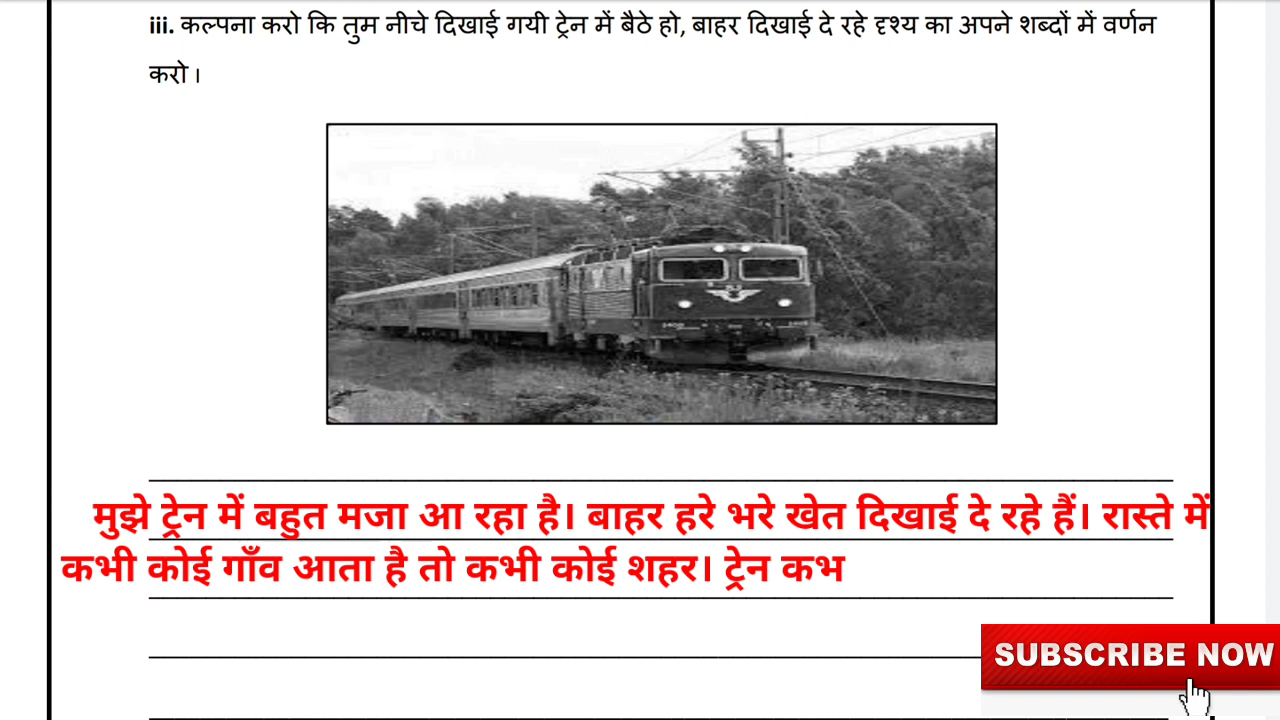 iii. कल्पना करो कि तुम नीचे दिखाई गयी ट्रेन में बैठे हो, बाहर दिखाई दे रहे दृश्य का अपने शब्दों में वर्णन
करो ।
मुझे ट्रेन में बहुत मजा आ रहा है। बाहर हरे भरे खेत दिखाई दे रहे हैं। रास्ते में
कभी कोई गाँव आता है तो कभी कोई शहर। ट्रेन कभ
SUBSCRIBE NOW